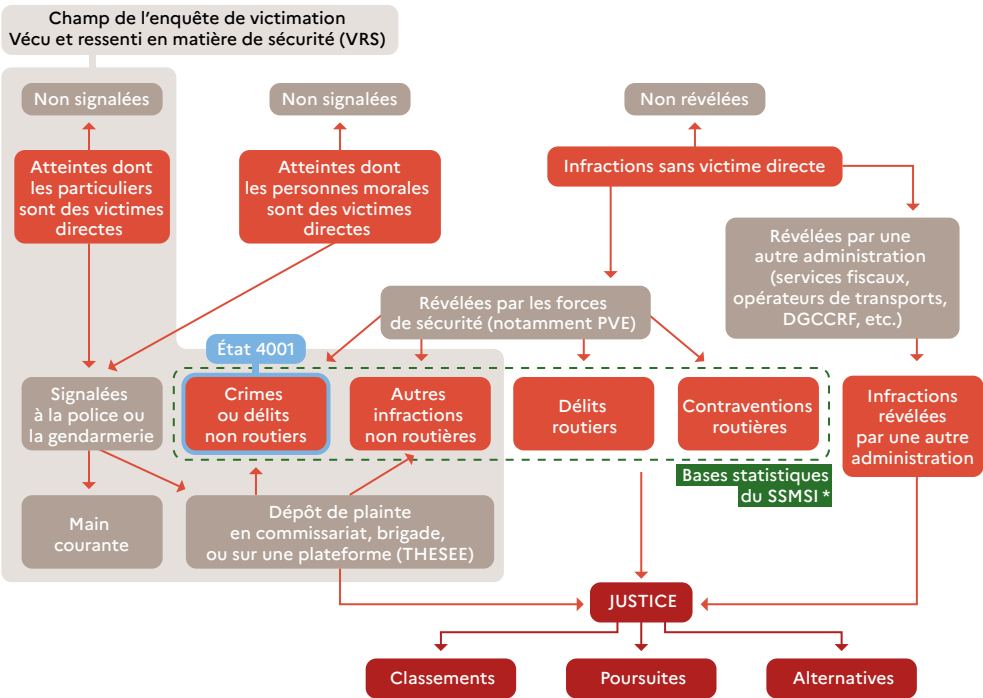 Champ de l’enquête de victimation
Vécu et ressenti en matière de sécurité (VRS)
Non signalées
Non signalées
Non révélées
Atteintes dont
les particuliers
sont des victimes
directes
Atteintes dont
les personnes morales
sont des victimes
directes
Infractions sans victime directe
Révélées par une
autre administration
(services fiscaux,
opérateurs de transports,
DGCCRF, etc.)
Révélées par les forces
de sécurité (notamment PVE)
État 4001
Signalées
à la police ou
la gendarmerie
Crimes
ou délits
non routiers
Autres
infractions
non routières
Délits
routiers
Contraventions
routières
Infractions
révélées
par une autre
administration
Bases statistiques
du SSMSI *
Main
courante
Dépôt de plainte
en commissariat, brigade,
ou sur une plateforme (THESEE)
JUSTICE
Classements
Poursuites
Alternatives